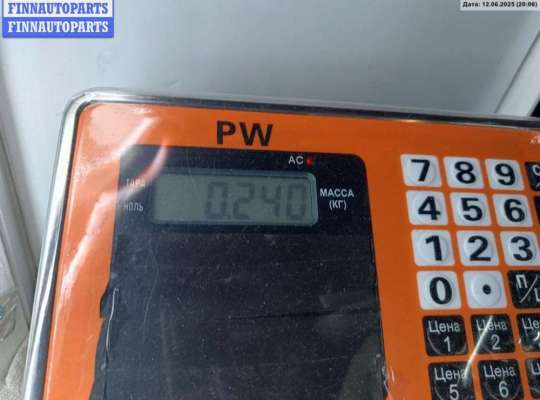 FINNAUTOPARTS
FINNAUTOPARTS
Дата: 12.06.2025 (20:06)
PW
AC
ТАРА
НОЛЬ
0.240
МАССА
(КГ)
7 8 9
4 5 6
1 2 3
0 .
П/
Цена 1
Цена 2
Цена 5
Цена 6